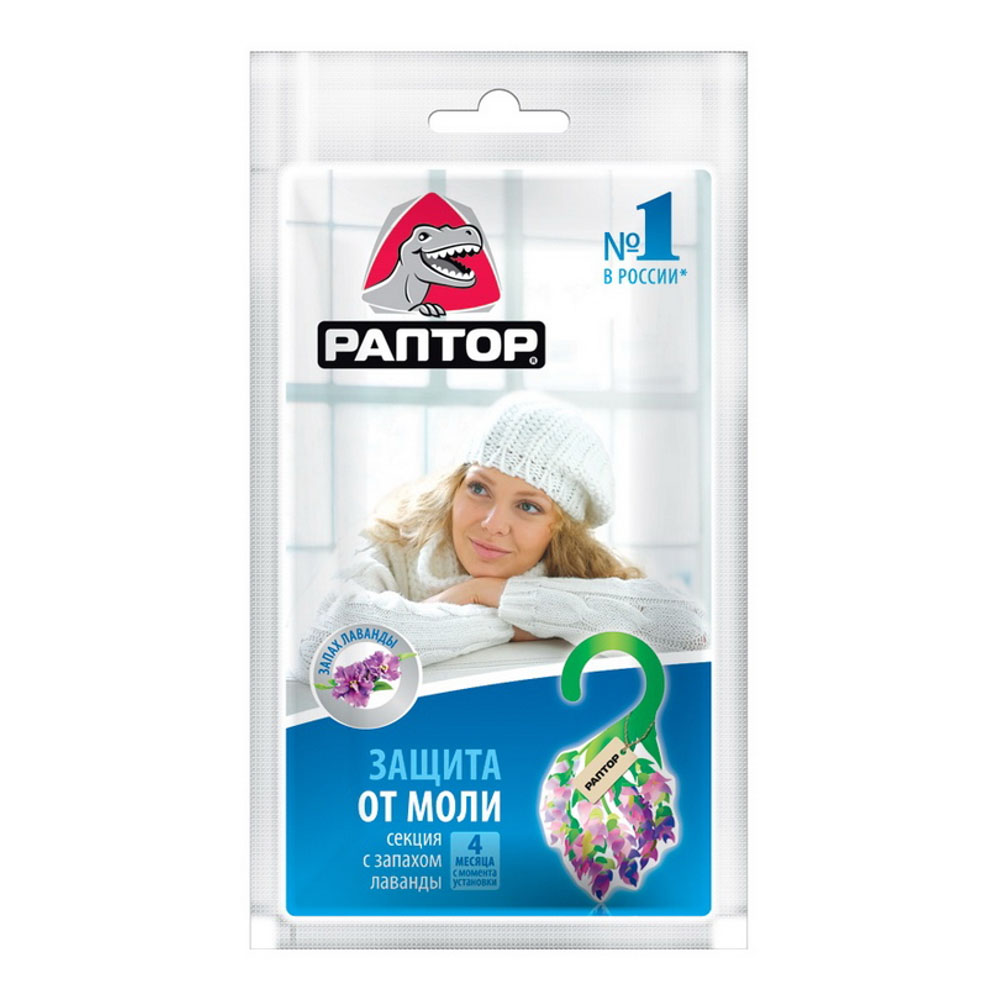 №1
В РОССИИ*
РАПТОР®
ЗАПАХ ЛАВАНДЫ
РАПТОР
ЗАЩИТА
ОТ МОЛИ
секция
с запахом
лаванды
4
МЕСЯЦА
С МОМЕНТА
УСТАНОВКИ